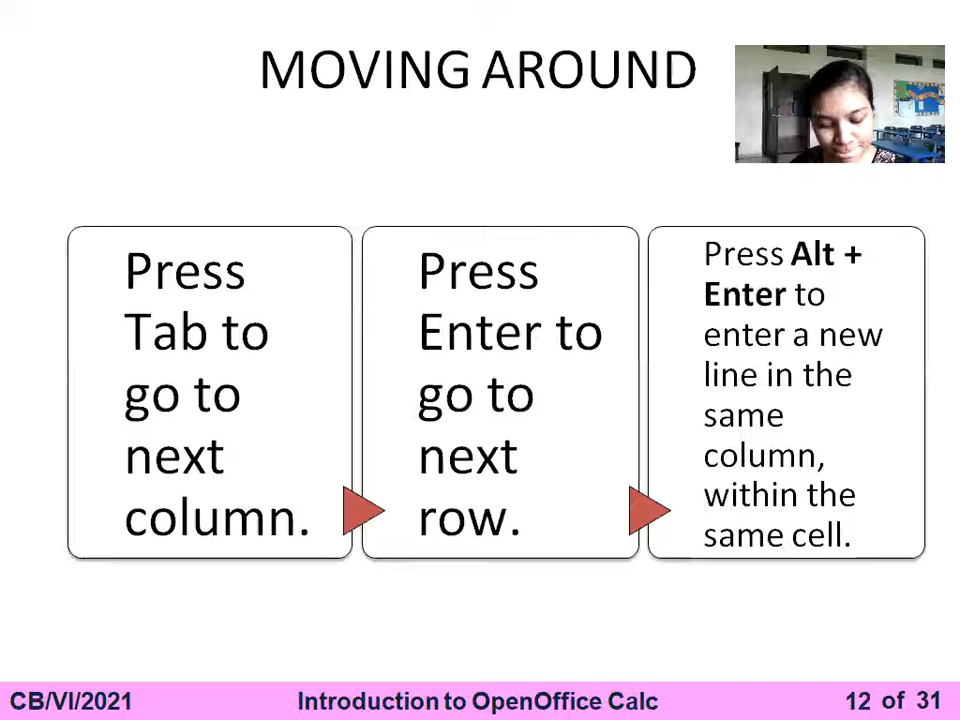 MOVING AROUND
Press
Tab to
go to
next
column.
Press
Enter to
go to
next
row.
Press Alt +
Enter to
enter a new
line in the
same
column,
within the
same cell.
CB/VI/2021
Introduction to OpenOffice Calc
12 of 31